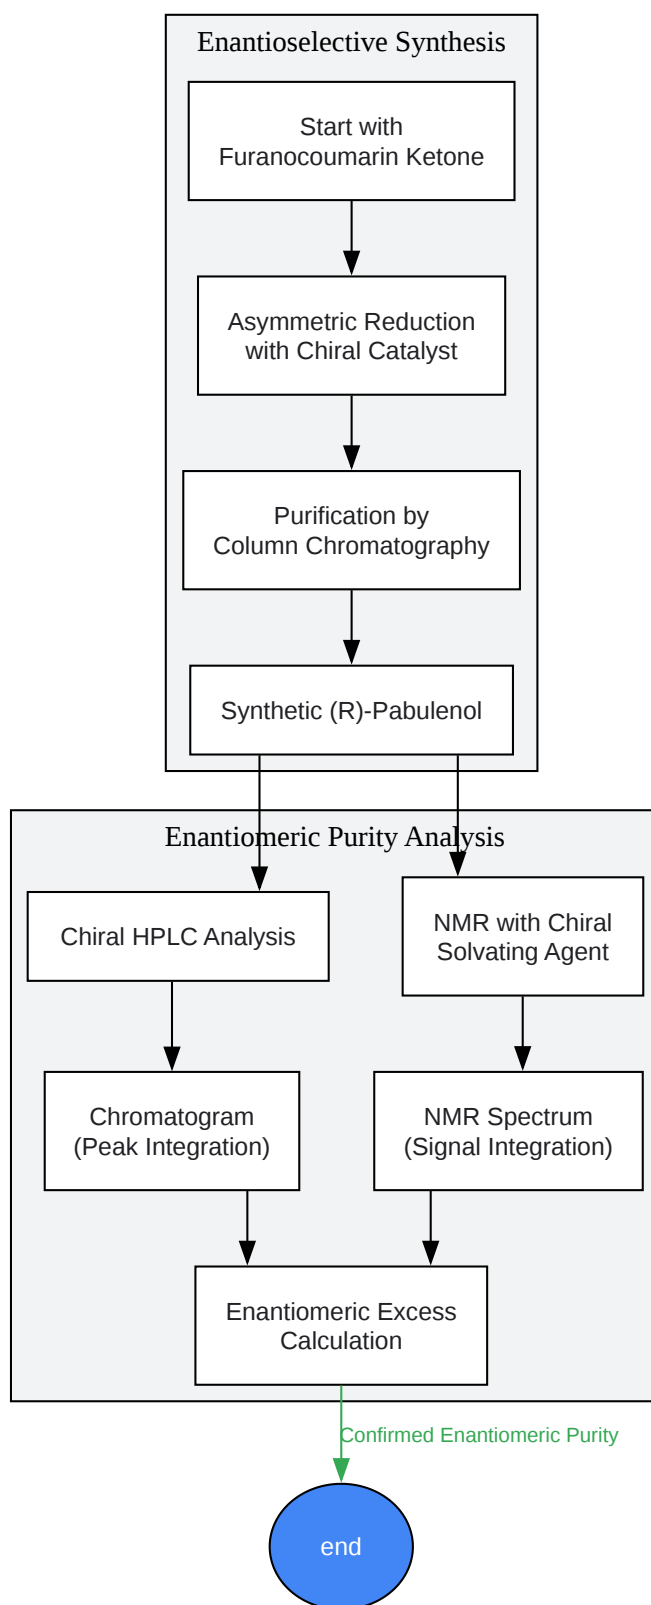 Enantioselective Synthesis
Start with
Furanocoumarin Ketone
Asymmetric Reduction
with Chiral Catalyst
Purification by
Column Chromatography
Synthetic (R)-Pabulenol
Enantiomeric Purity Analysis
Chiral HPLC Analysis
NMR with Chiral
Solvating Agent
Chromatogram
(Peak Integration)
NMR Spectrum
(Signal Integration)
Enantiomeric Excess
Calculation
Confirmed Enantiomeric Purity
end